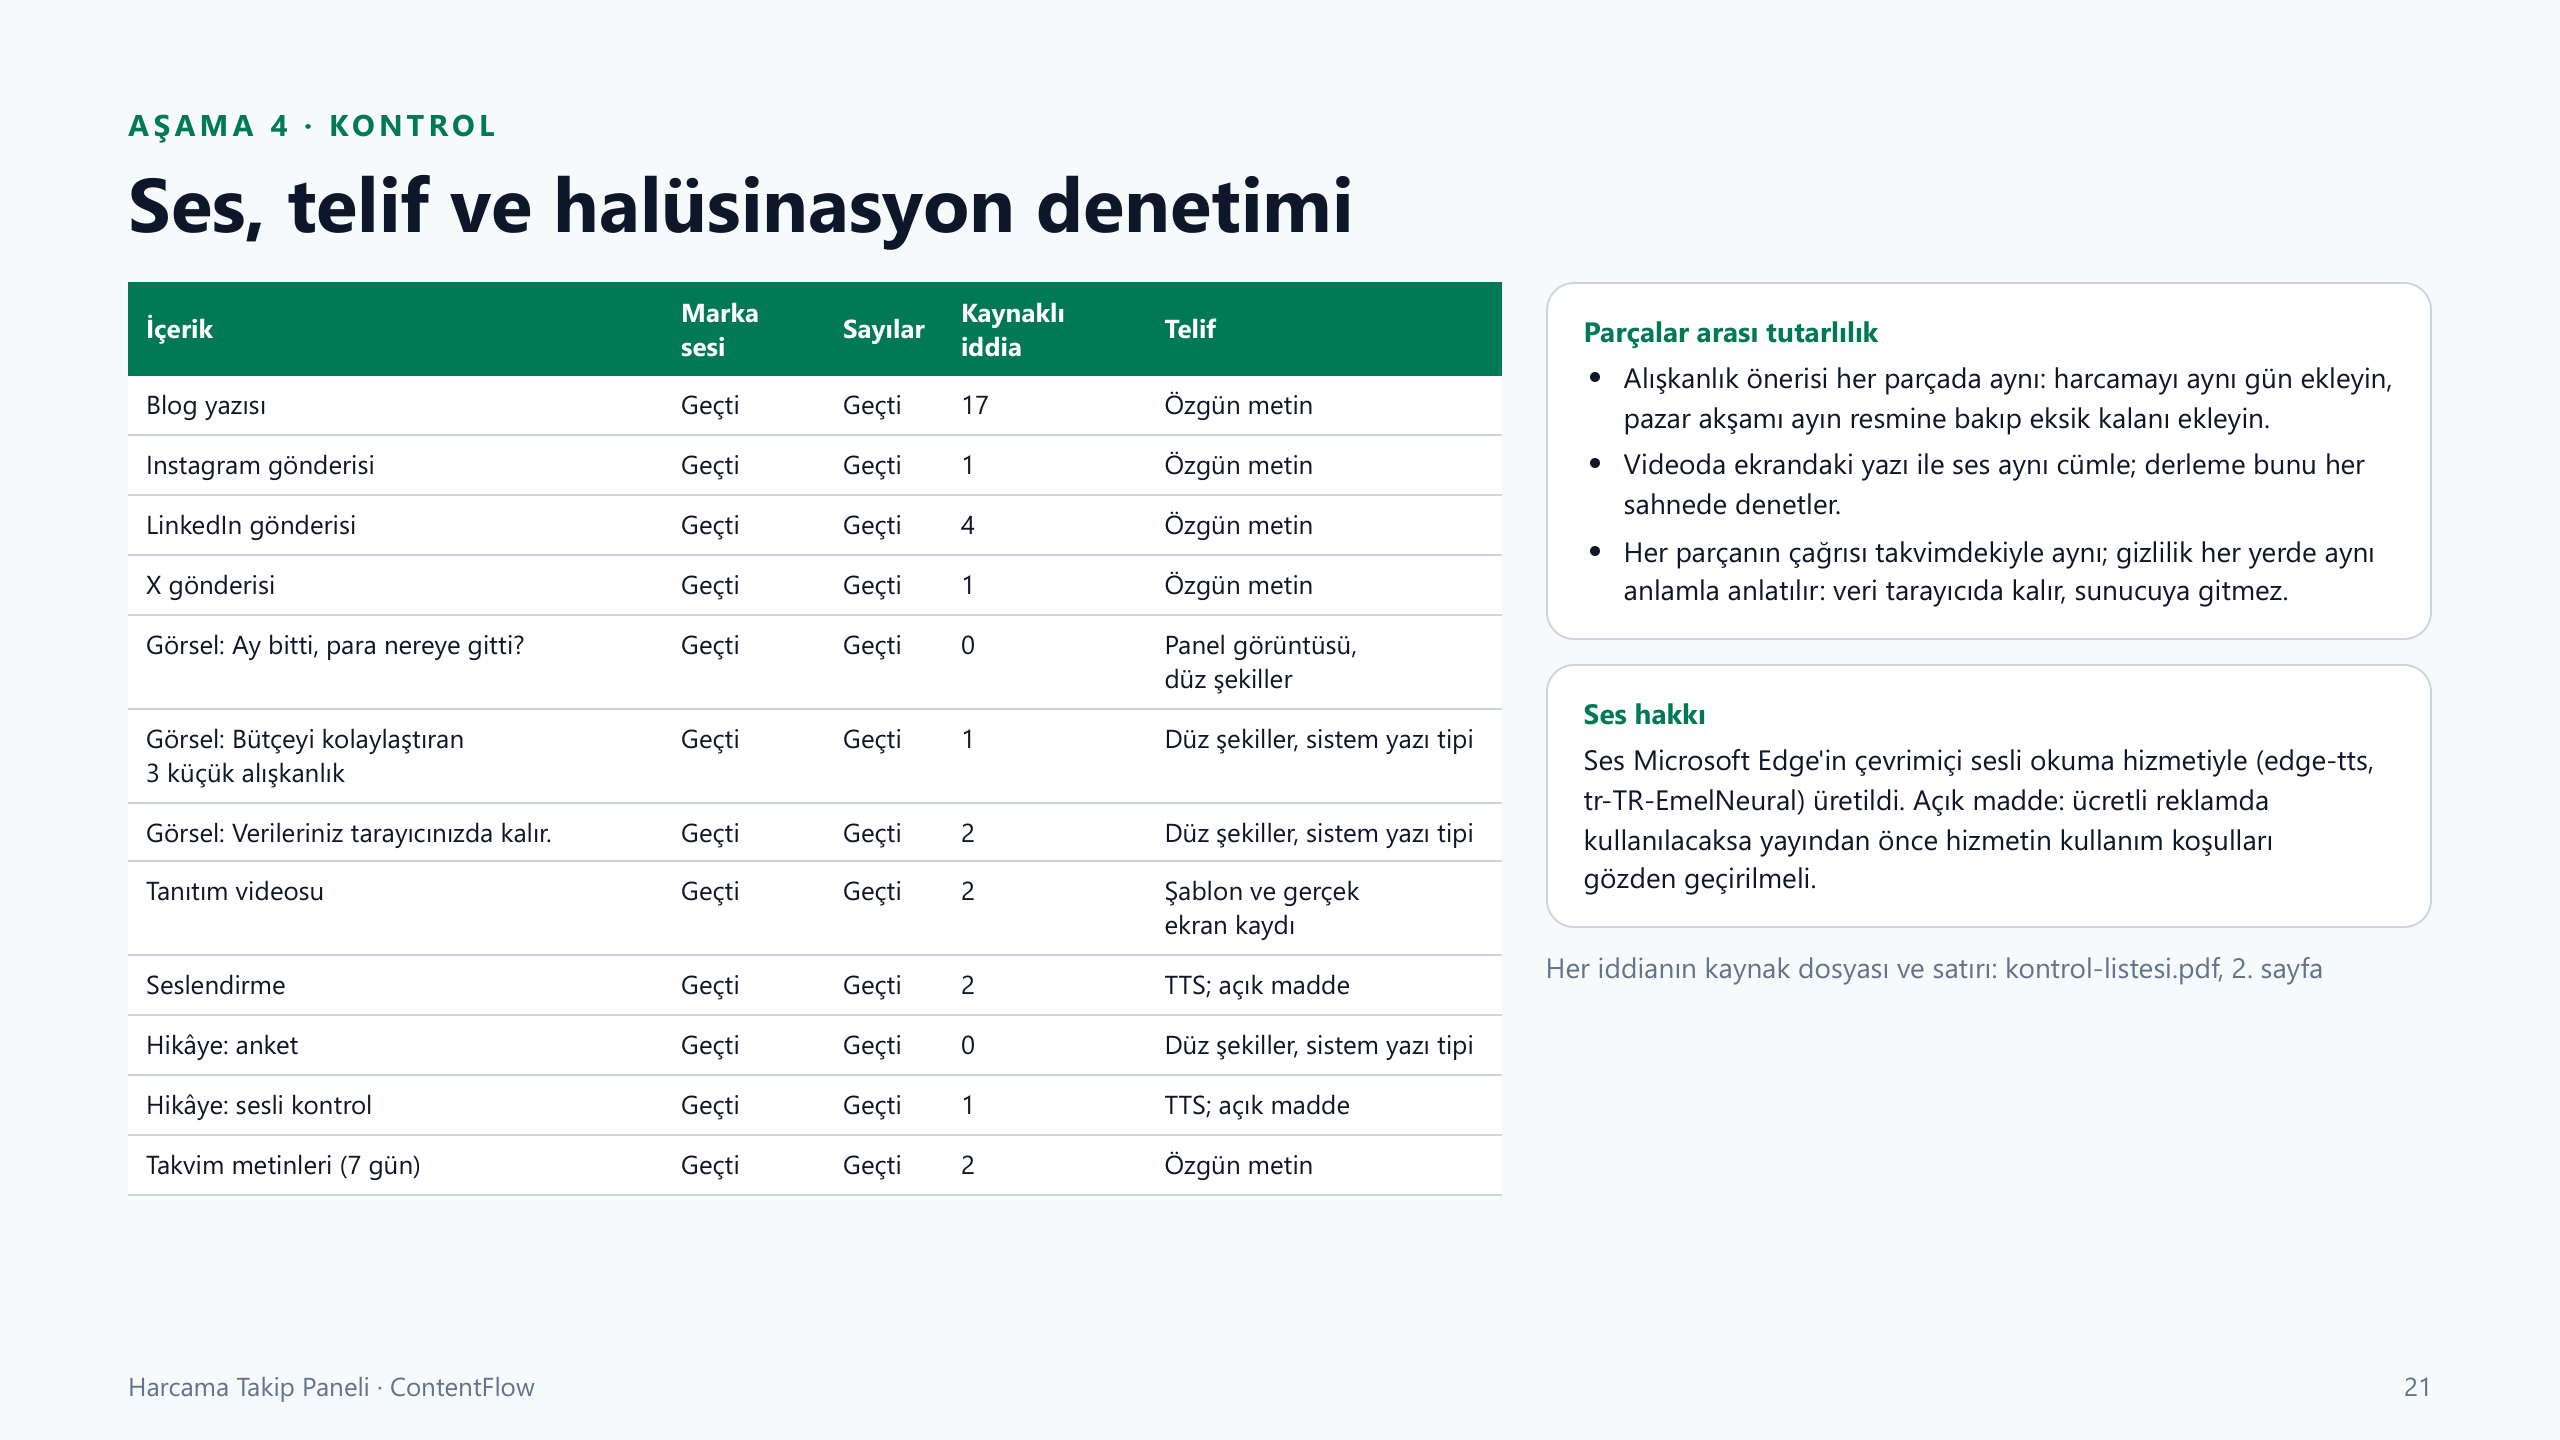 AŞAMA 4 · KONTROL
Ses, telif ve halüsinasyon denetimi
İçerik Marka sesi Sayılar Kaynaklı iddia Telif
Blog yazısı Geçti Geçti 17 Özgün metin
Instagram gönderisi Geçti Geçti 1 Özgün metin
LinkedIn gönderisi Geçti Geçti 4 Özgün metin
X gönderisi Geçti Geçti 1 Özgün metin
Görsel: Ay bitti, para nereye gitti? Geçti Geçti 0 Panel görüntüsü,
düz şekiller
Görsel: Bütçeyi kolaylaştıran Geçti Geçti 1 Düz şekiller, sistem yazı tipi
3 küçük alışkanlık
Görsel: Verileriniz tarayıcınızda kalır. Geçti Geçti 2 Düz şekiller, sistem yazı tipi
Tanıtım videosu Geçti Geçti 2 Şablon ve gerçek
ekran kaydı
Seslendirme Geçti Geçti 2 TTS; açık madde
Hikâye: anket Geçti Geçti 0 Düz şekiller, sistem yazı tipi
Hikâye: sesli kontrol Geçti Geçti 1 TTS; açık madde
Takvim metinleri (7 gün) Geçti Geçti 2 Özgün metin
Parçalar arası tutarlılık
• Alışkanlık önerisi her parçada aynı: harcamayı aynı gün ekleyin,
pazar akşamı ayın resmine bakıp eksik kalanı ekleyin.
• Videoda ekrandaki yazı ile ses aynı cümle; derleme bunu her
sahnede denetler.
• Her parçanın çağrısı takvimdekiyle aynı; gizlilik her yerde aynı
anlamla anlatılır: veri tarayıcıda kalır, sunucuya gitmez.
Ses hakkı
Ses Microsoft Edge'in çevrimiçi sesli okuma hizmetiyle (edge-tts,
tr-TR-EmelNeural) üretildi. Açık madde: ücretli reklamda
kullanılacaksa yayından önce hizmetin kullanım koşulları
gözden geçirilmeli.
Her iddianın kaynak dosyası ve satırı: kontrol-listesi.pdf, 2. sayfa
Harcama Takip Paneli · ContentFlow
21